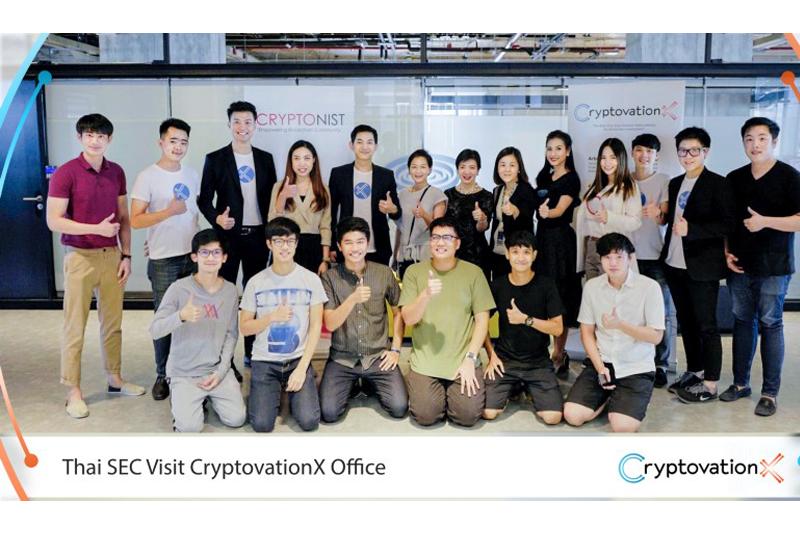 CRYPTONIST
Empowering Blockchain Community
CryptovationX
Thai SEC Visit CryptovationX Office
CryptovationX